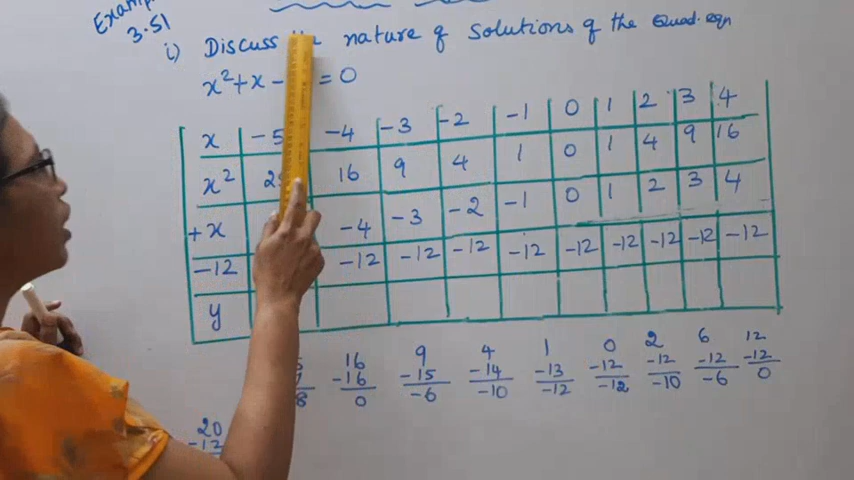 Example
3.51
i) Discuss the nature of solutions of the Quad. eqn
x² + x - = 0
x -5 -4 -3 -2 -1 0 1 2 3 4
x² 16 9 4 1 0 1 4 9 16
+x -4 -3 -2 -1 0 1 2 3 4
-12 -12 -12 -12 -12 -12 -12 -12 -12 -12
y
16 9 4 1 0 2 6 12
-16 -15 -14 -13 -12 -12 -12 -12
8 0 -6 -10 -12 -12 -10 -6 0
20
-12